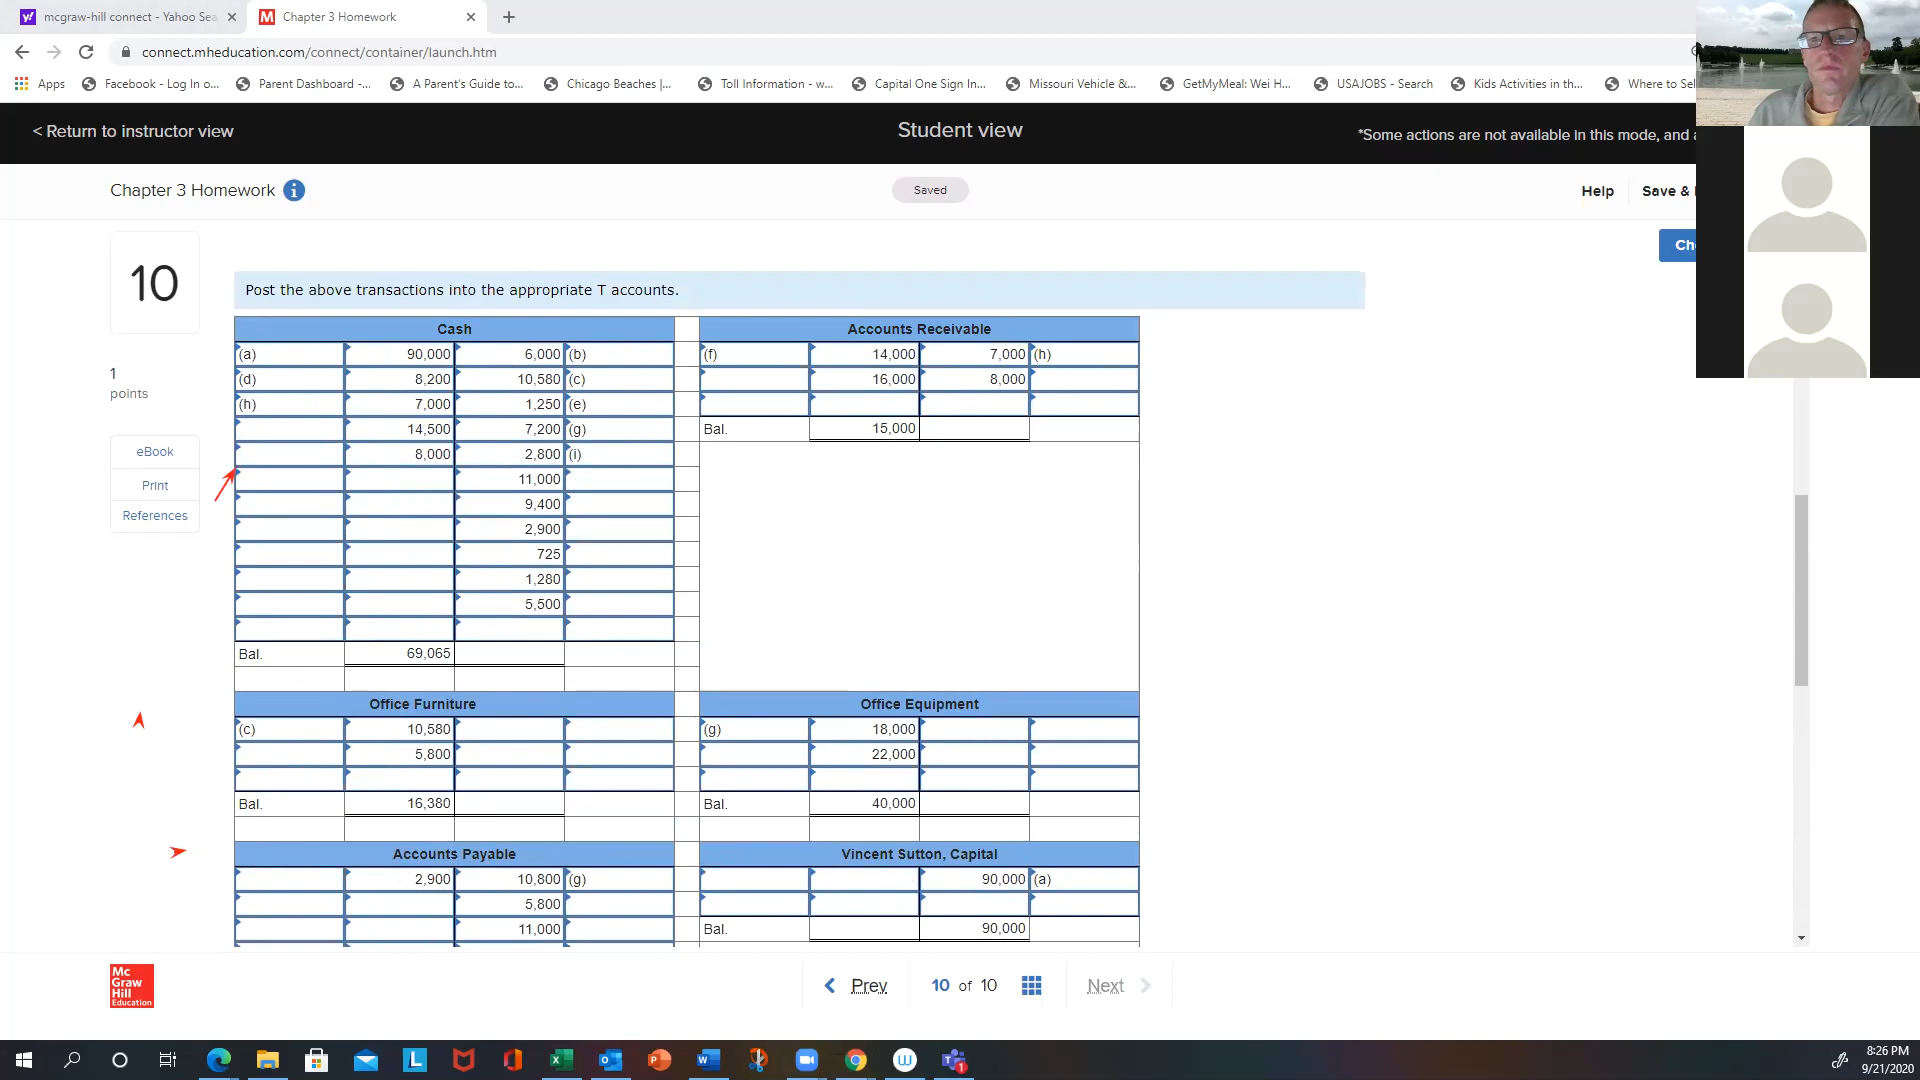 mcgraw-hill connect - Yahoo Sea
Chapter 3 Homework
connect.mheducation.com/connect/container/launch.htm
Apps
Facebook - Log In o...
Parent Dashboard -...
A Parent's Guide to...
Chicago Beaches |...
Toll Information - w...
Capital One Sign In...
Missouri Vehicle &...
GetMyMeal: Wei H...
USAJOBS - Search
Kids Activities in th...
Where to Sel
< Return to instructor view
Student view
*Some actions are not available in this mode, and
Chapter 3 Homework
Saved
Help
Save &
10
1
points
eBook
Print
References
Post the above transactions into the appropriate T accounts.
Cash
(a) 90,000 6,000 (b)
(d) 8,200 10,580 (c)
(h) 7,000 1,250 (e)
14,500 7,200 (g)
8,000 2,800 (i)
11,000
9,400
2,900
725
1,280
5,500
Bal. 69,065
Accounts Receivable
(f) 14,000 7,000 (h)
16,000 8,000
Bal. 15,000
Office Furniture
(c) 10,580
5,800
Bal. 16,380
Office Equipment
(g) 18,000
22,000
Bal. 40,000
Accounts Payable
2,900 10,800 (g)
5,800
11,000
Vincent Sutton, Capital
90,000 (a)
Bal. 90,000
Mc
Graw
Hill
Education
Prev
10 of 10
Next
8:26 PM
9/21/2020